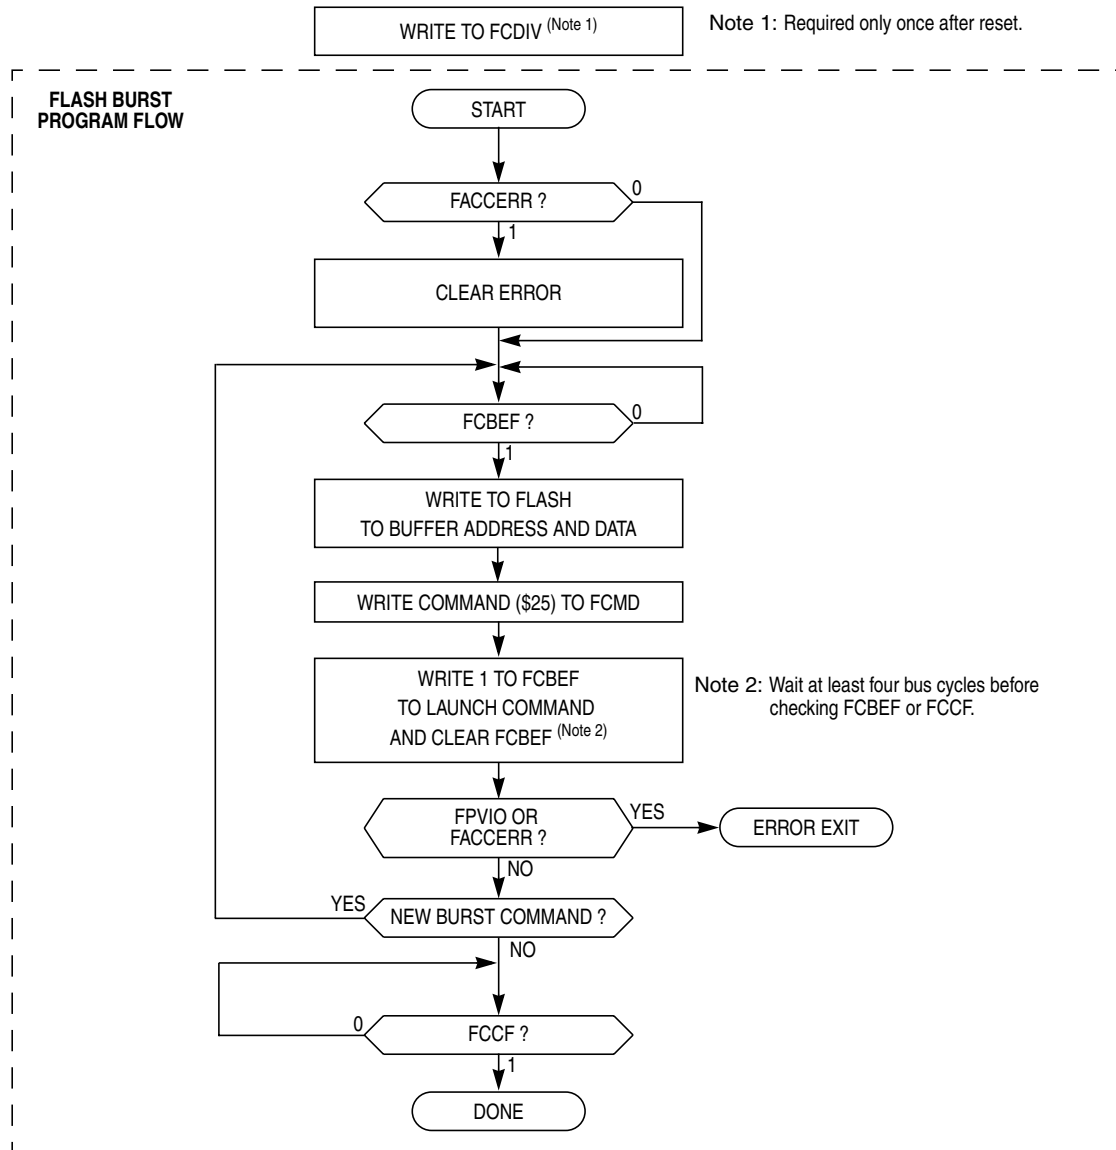 WRITE TO FCDIV (Note 1)
Note 1: Required only once after reset.
FLASH BURST
PROGRAM FLOW
START
FACCERR ?
0
1
CLEAR ERROR
FCBEF ?
0
1
WRITE TO FLASH
TO BUFFER ADDRESS AND DATA
WRITE COMMAND ($25) TO FCMD
WRITE 1 TO FCBEF
TO LAUNCH COMMAND
AND CLEAR FCBEF (Note 2)
Note 2: Wait at least four bus cycles before
checking FCBEF or FCCF.
FPVIO OR
FACCERR ?
YES
ERROR EXIT
NO
YES
NEW BURST COMMAND ?
NO
0
FCCF ?
1
DONE